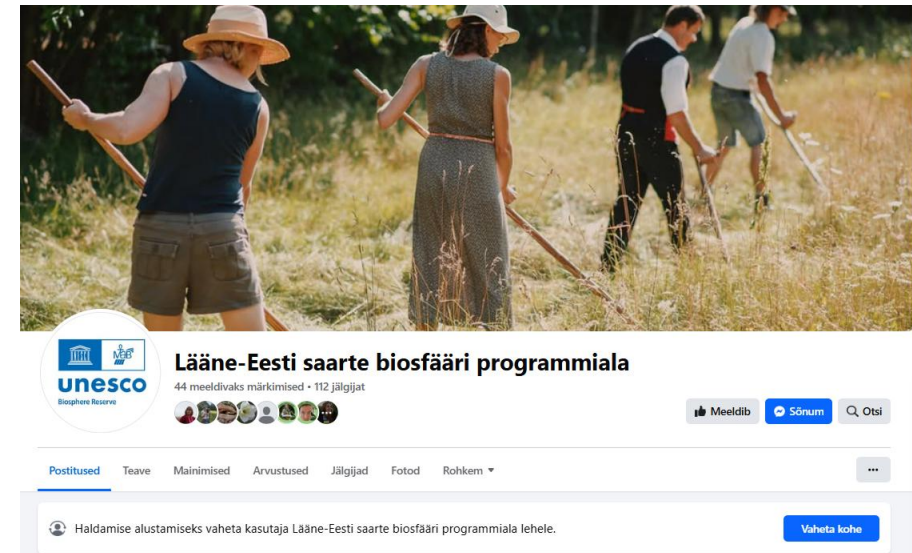 unesco
Biosphere Reserve
MAB
Lääne-Eesti saarte biosfääri programmiala
44 meeldivaks märkimised • 112 jälgijat
Meeldib Sõnum Otsi
Postitused Teave Mainimised Arvustused Jälgijad Fotod Rohkem
Haldamise alustamiseks vaheta kasutaja Lääne-Eesti saarte biosfääri programmiala lehele. Vaheta kohe